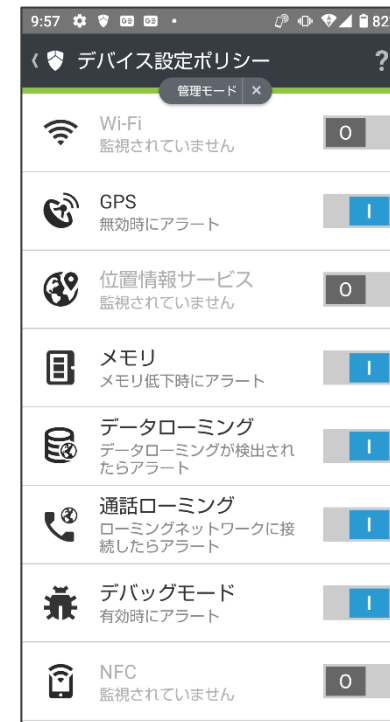 9:57 82
デバイス設定ポリシー ?
管理モード ×
Wi-Fi
監視されていません
O
GPS
無効時にアラート
I
位置情報サービス
監視されていません
O
メモリ
メモリ低下時にアラート
I
データローミング
データローミングが検出され
たらアラート
I
通話ローミング
ローミングネットワークに接
続したらアラート
I
デバッグモード
有効時にアラート
I
NFC
監視されていません
O